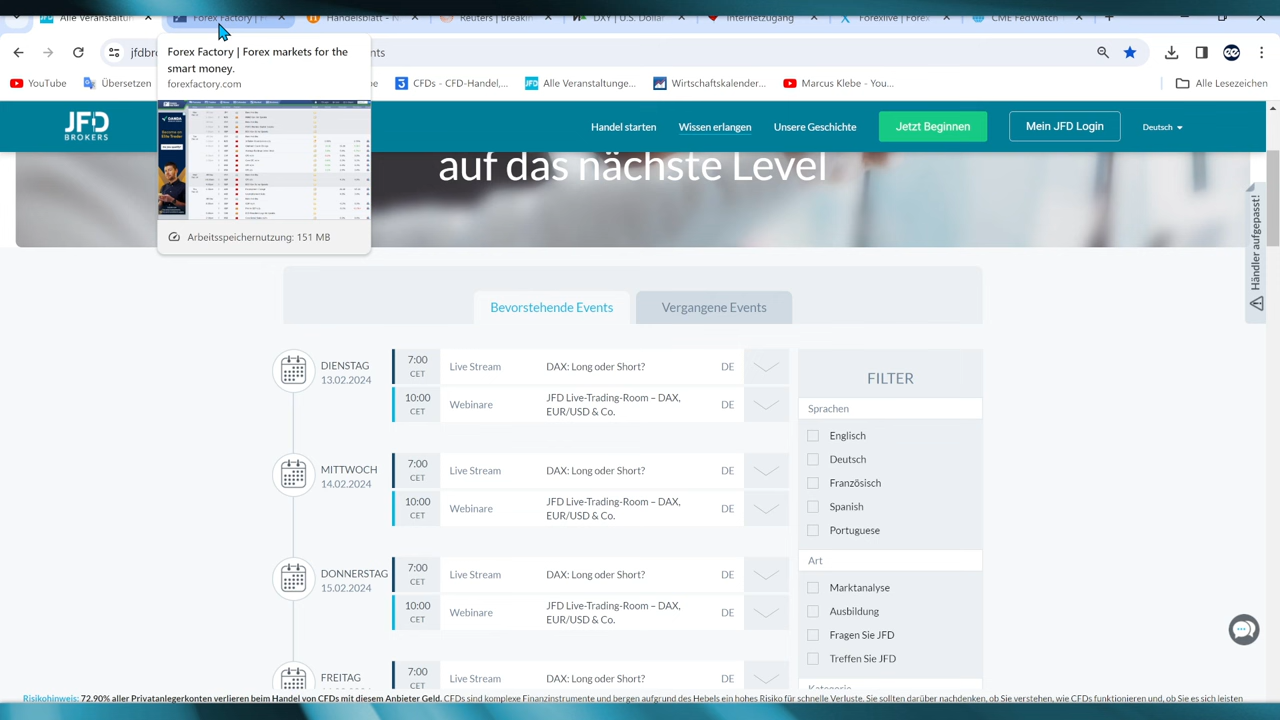 Alle Veranstaltun
Forex Factory | F
Handelsblatt - N
Reuters | Breakin
DXY | U.S. Dollar
Internetzugang
Forexlive | Forex
CME FedWatch
jfdbro
nts
Forex Factory | Forex markets for the
smart money.
forexfactory.com
Arbeitsspeichernutzung: 151 MB
YouTube
Übersetzen
CFDs - CFD-Handel,...
Alle Veranstaltunge...
Wirtschaftskalender...
YouTube Marcus Klebe - You...
Alle Lesezeichen
JFD
BROKERS
Unsere Geschichte
Jetzt Beginnen
Mein JFD Login
Deutsch
auf das nächste Level
Händler aufgepasst!
Bevorstehende Events
Vergangene Events
DIENSTAG
13.02.2024
7:00
CET
Live Stream
DAX: Long oder Short?
DE
10:00
CET
Webinare
JFD Live-Trading-Room – DAX,
EUR/USD & Co.
DE
MITTWOCH
14.02.2024
7:00
CET
Live Stream
DAX: Long oder Short?
DE
10:00
CET
Webinare
JFD Live-Trading-Room – DAX,
EUR/USD & Co.
DE
DONNERSTAG
15.02.2024
7:00
CET
Live Stream
DAX: Long oder Short?
DE
10:00
CET
Webinare
JFD Live-Trading-Room – DAX,
EUR/USD & Co.
DE
FREITAG
7:00
CET
Live Stream
DAX: Long oder Short?
DE
FILTER
Sprachen
Englisch
Deutsch
Französisch
Spanish
Portuguese
Art
Marktanalyse
Ausbildung
Fragen Sie JFD
Treffen Sie JFD
Kategorie
Risikohinweis: 72.90% aller Privatanlegerkonten verlieren beim Handel von CFDs mit diesem Anbieter Geld. CFDs sind komplexe Finanzinstrumente und bergen aufgrund des Hebels ein hohes Risiko für schnelle Verluste. Sie sollten darüber nachdenken, ob Sie verstehen, wie CFDs funktionieren und, ob Sie es sich leisten